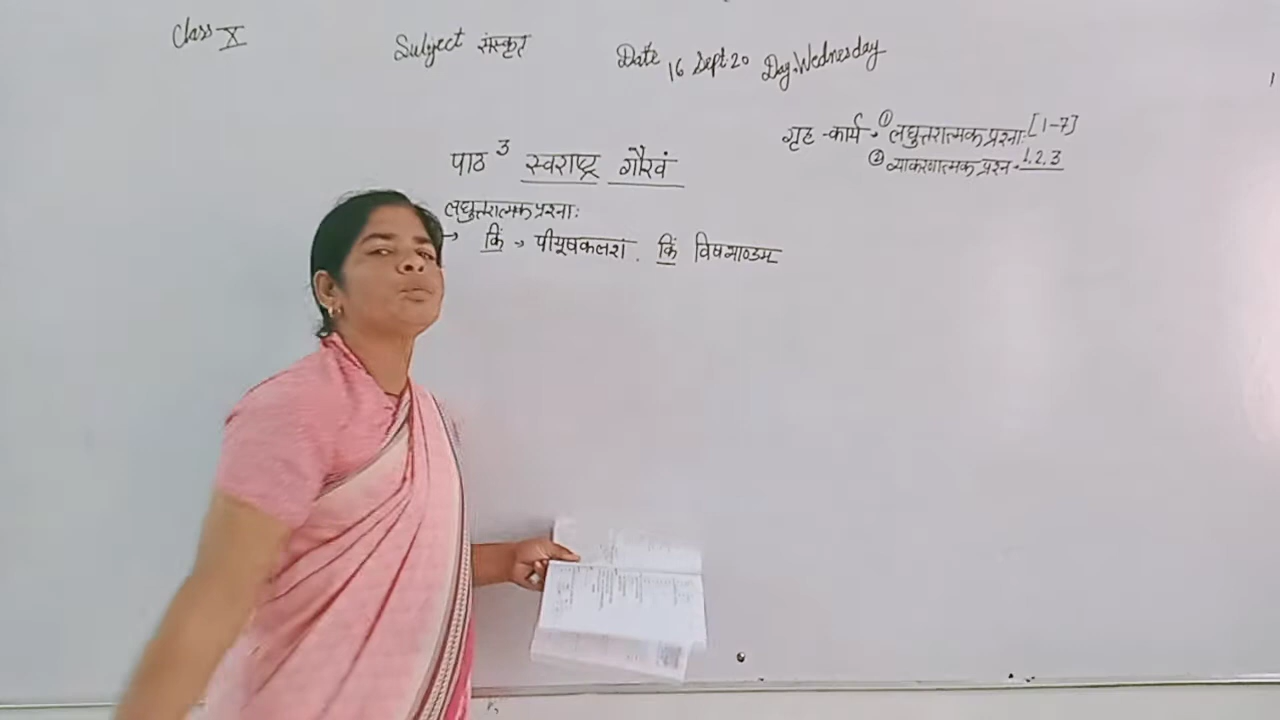 Class X Subject संस्कृत Date 16 Sept.20 Day.Wednesday
गृह-कार्य. ① लघुत्तरात्मक प्रश्नाः [1-7]
② व्याकरणात्मक प्रश्न - 1, 2, 3
पाठ 3 स्वराष्ट्र गौरवं
लघुत्तरात्मक प्रश्नाः
→ किं → पीयूषकलशं. किं विषभाण्डम्